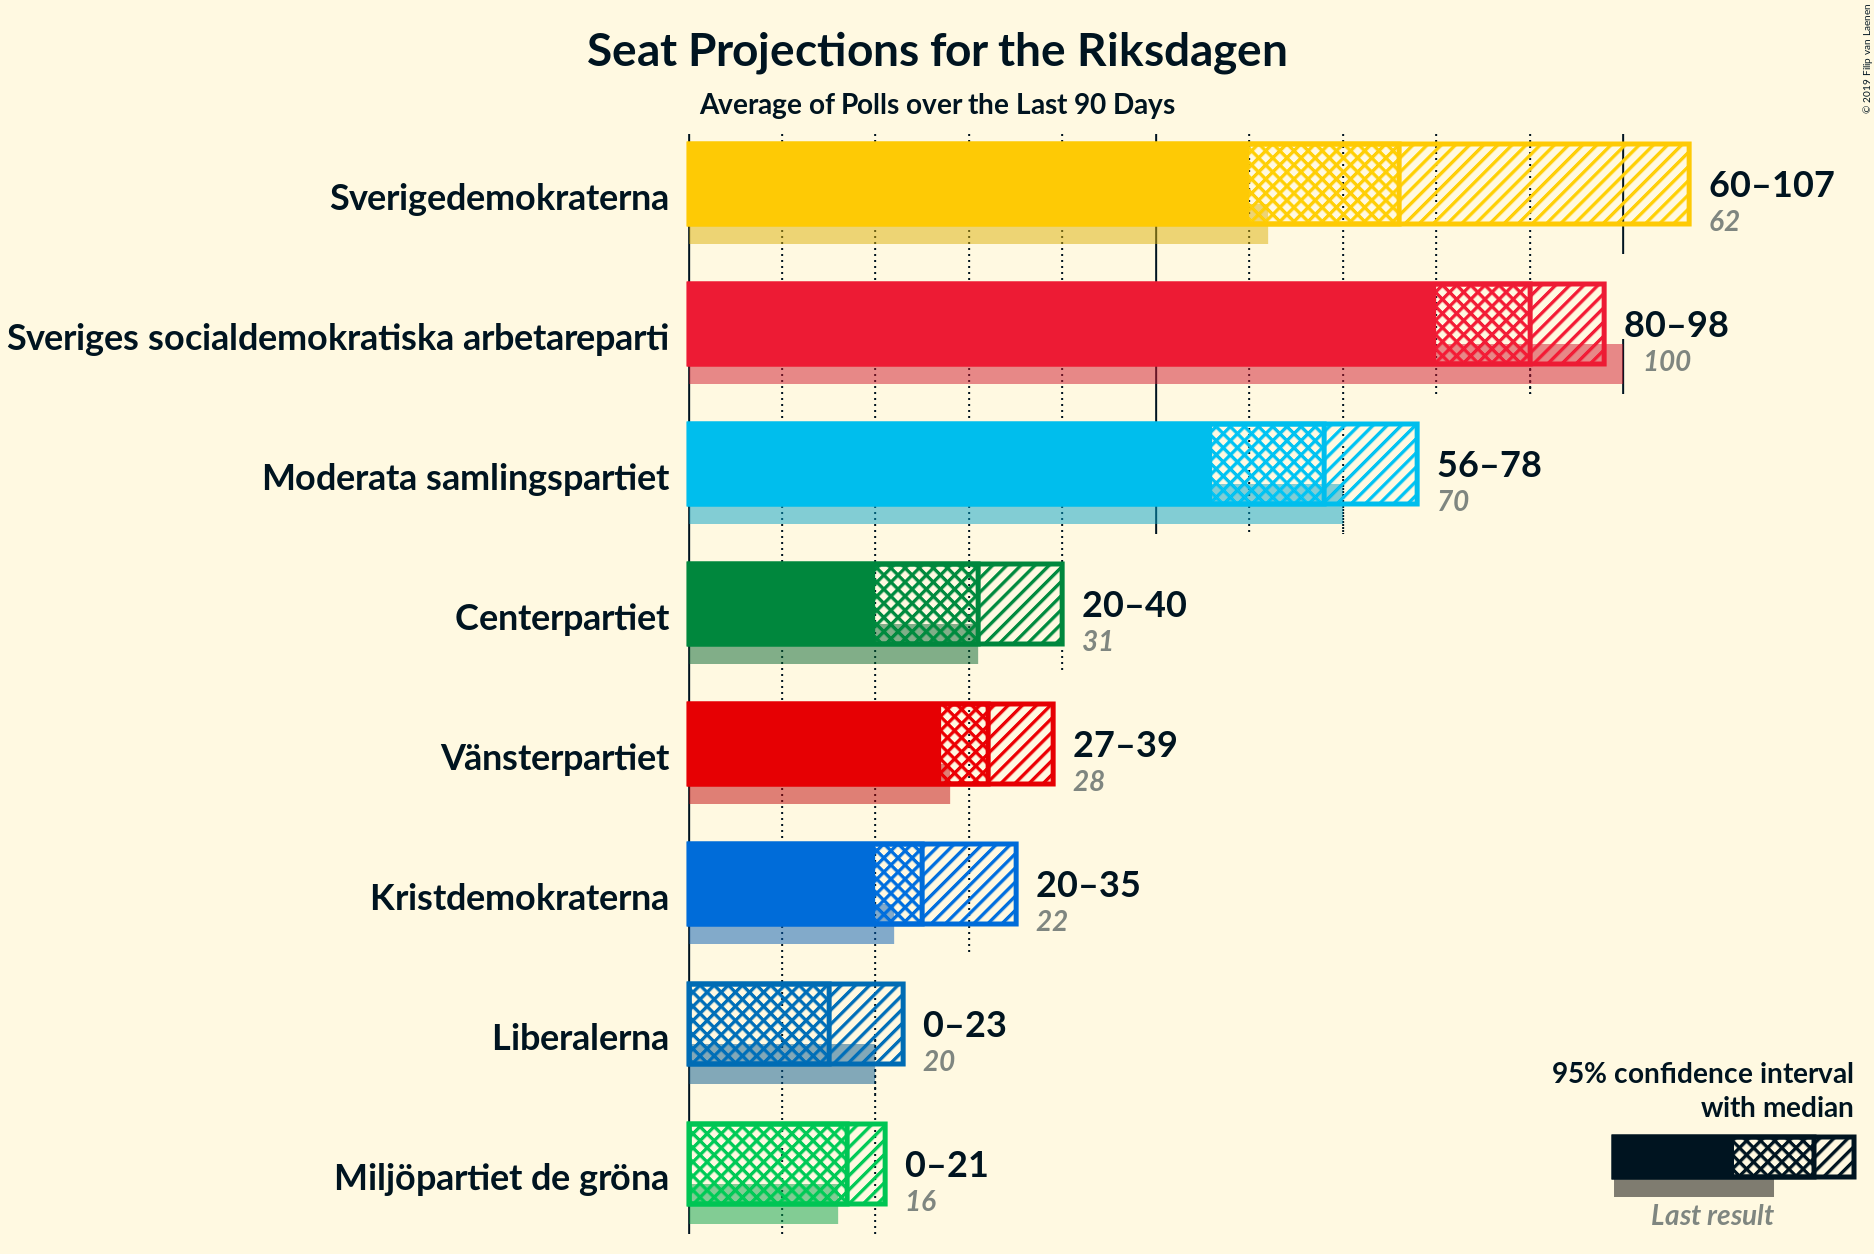 Seat Projections for the Riksdagen
Average of Polls over the Last 90 Days
© 2019 Filip van Laenen
Sverigedemokraterna
60–107
62
Sveriges socialdemokratiska arbetareparti
80–98
100
Moderata samlingspartiet
56–78
70
Centerpartiet
20–40
31
Vänsterpartiet
27–39
28
Kristdemokraterna
20–35
22
Liberalerna
0–23
20
Miljöpartiet de gröna
0–21
16
95% confidence interval
with median
Last result